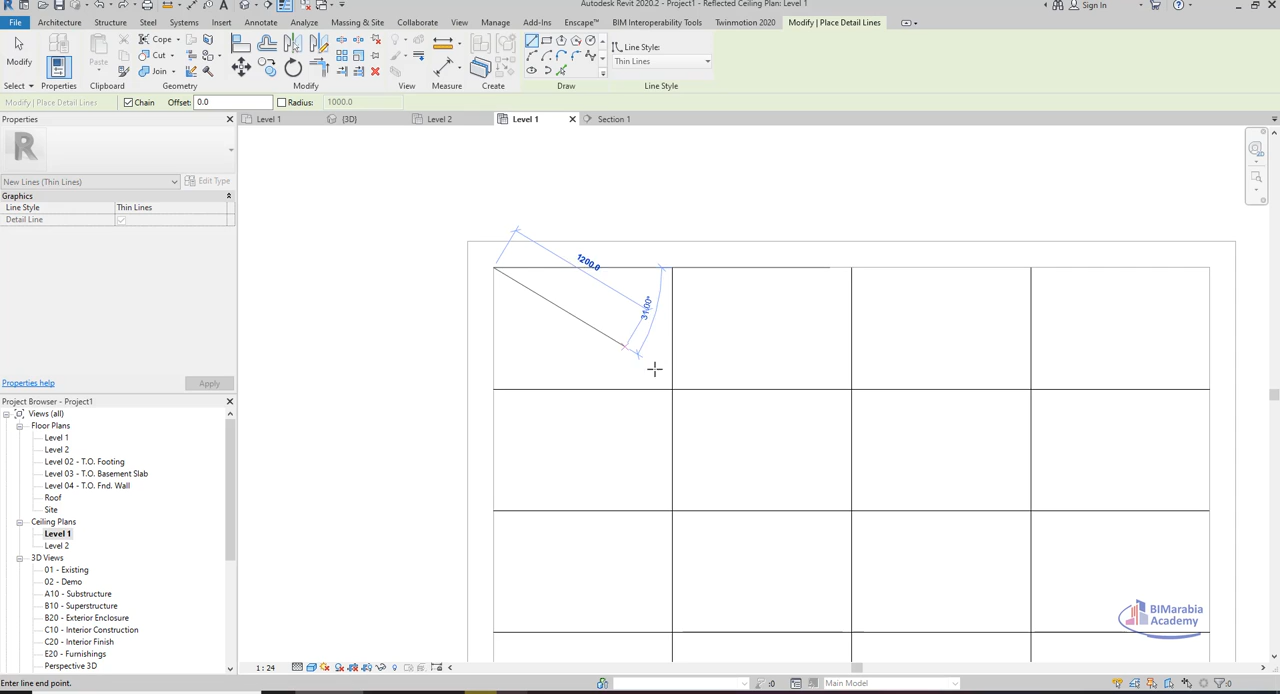 Autodesk Revit 2020.2 - Project1 - Reflected Ceiling Plan: Level 1
Sign In
File Architecture Structure Steel Systems Insert Annotate Analyze Massing & Site Collaborate View Manage Add-Ins Enscape™ BIM Interoperability Tools Twinmotion 2020 Modify | Place Detail Lines
Modify Paste Cope Cut Join
Line Style:
Thin Lines
Select Properties Clipboard Geometry Modify View Measure Create Draw Line Style
Modify | Place Detail Lines Chain Offset: 0.0 Radius: 1000.0
Properties
Level 1 {3D} Level 2 Level 1 Section 1
R
New Lines (Thin Lines) Edit Type
Graphics
Line Style Thin Lines
Detail Line
Properties help Apply
Project Browser - Project1
Views (all)
Floor Plans
Level 1
Level 2
Level 02 - T.O. Footing
Level 03 - T.O. Basement Slab
Level 04 - T.O. Fnd. Wall
Roof
Site
Ceiling Plans
Level 1
Level 2
3D Views
01 - Existing
02 - Demo
A10 - Substructure
B10 - Superstructure
B20 - Exterior Enclosure
C10 - Interior Construction
C20 - Interior Finish
E20 - Furnishings
Perspective 3D
1200.0
31.00°
BIMarabia
Academy
1 : 24
Enter line end point.
:0 Main Model :0